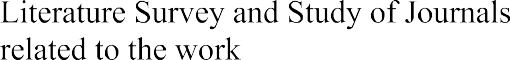 Literature Survey and Study of Journals
related to the work